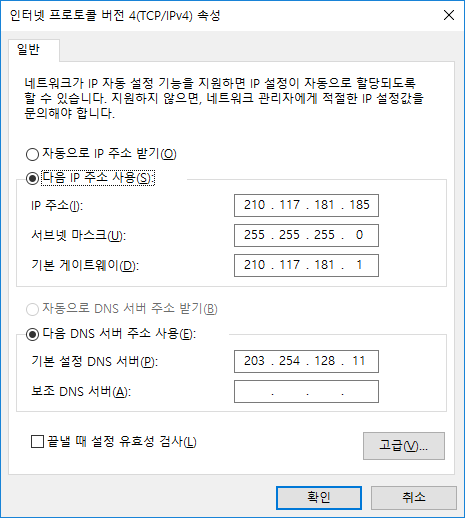 인터넷 프로토콜 버전 4(TCP/IPv4) 속성
일반
네트워크가 IP 자동 설정 기능을 지원하면 IP 설정이 자동으로 할당되도록
할 수 있습니다. 지원하지 않으면, 네트워크 관리자에게 적절한 IP 설정값을
문의해야 합니다.
자동으로 IP 주소 받기(O)
다음 IP 주소 사용(S):
IP 주소(I): 210 . 117 . 181 . 185
서브넷 마스크(U): 255 . 255 . 255 . 0
기본 게이트웨이(D): 210 . 117 . 181 . 1
자동으로 DNS 서버 주소 받기(B)
다음 DNS 서버 주소 사용(E):
기본 설정 DNS 서버(P): 203 . 254 . 128 . 11
보조 DNS 서버(A): . . .
끝낼 때 설정 유효성 검사(L)
고급(V)...
확인 취소